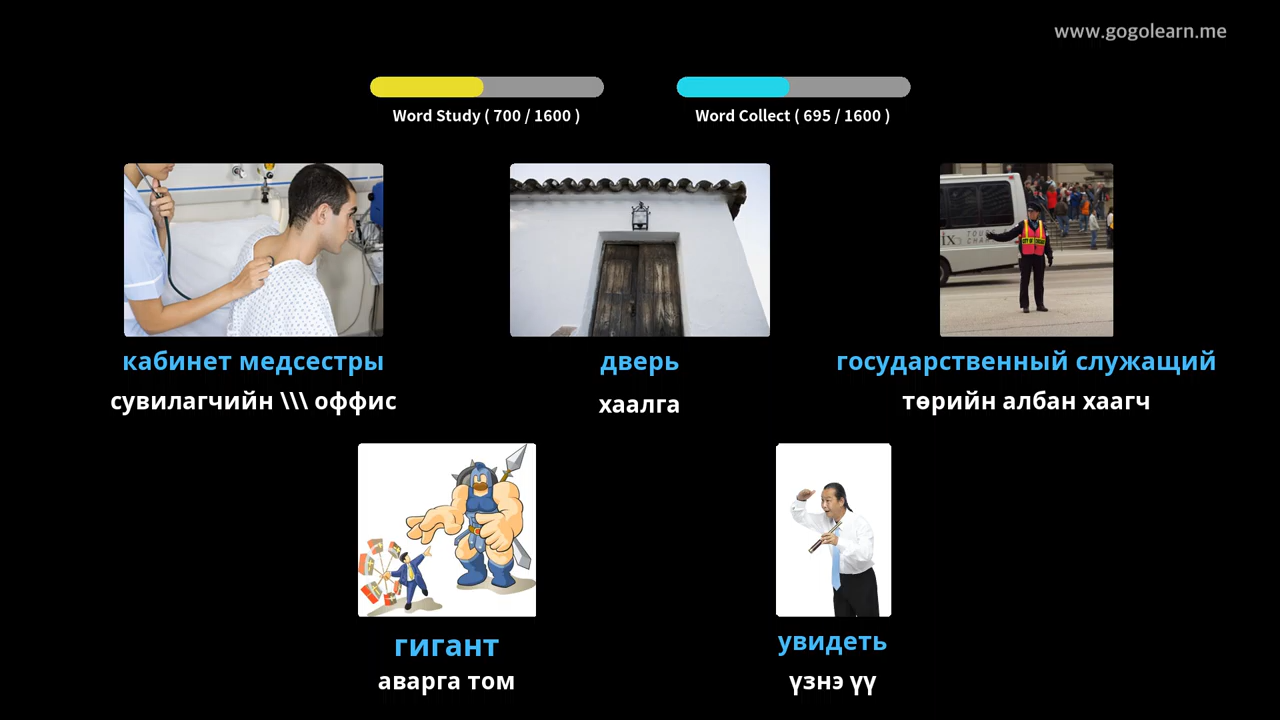 www.gogolearn.me
Word Study ( 700 / 1600 )
Word Collect ( 695 / 1600 )
кабинет медсестры
дверь
государственный служащий
сувилагчийн \\\ оффис
хаалга
төрийн албан хаагч
гигант
увидеть
аварга том
үзнэ үү